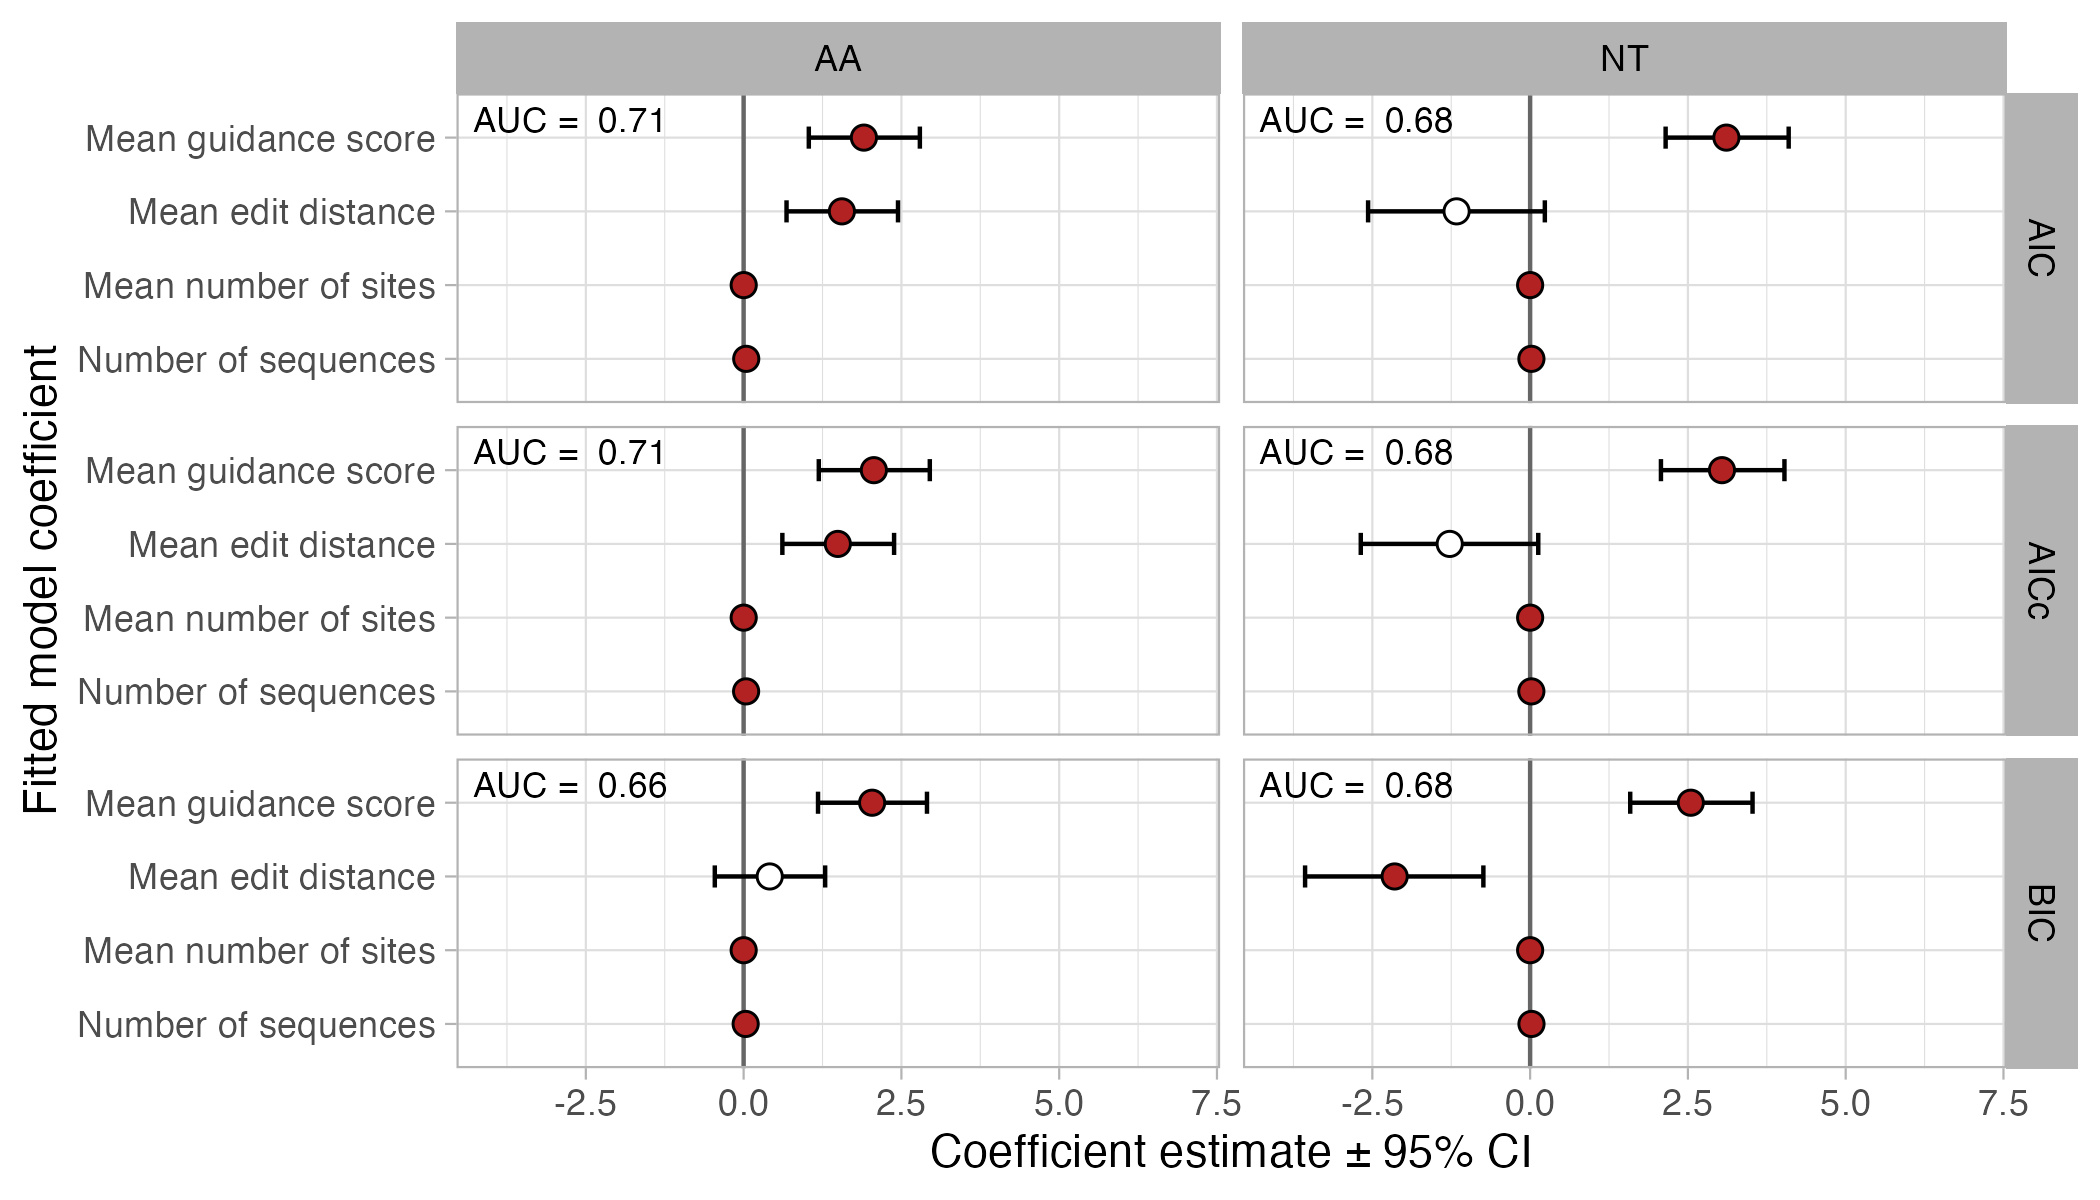 AA
NT
AUC = 0.71
AUC = 0.68
Mean guidance score
Mean edit distance
Mean number of sites
Number of sequences
AIC
AUC = 0.71
AUC = 0.68
Mean guidance score
Mean edit distance
Mean number of sites
Number of sequences
AICc
AUC = 0.66
AUC = 0.68
Mean guidance score
Mean edit distance
Mean number of sites
Number of sequences
BIC
Fitted model coefficient
-2.5 0.0 2.5 5.0 7.5
-2.5 0.0 2.5 5.0 7.5
Coefficient estimate ± 95% CI